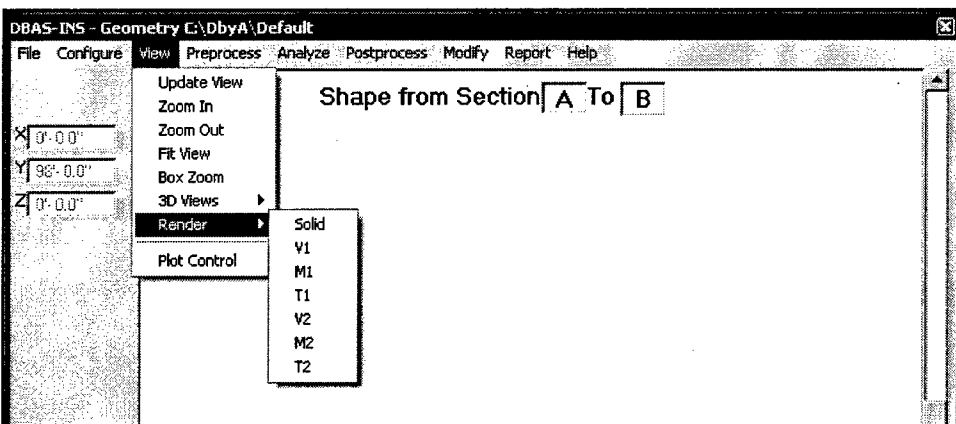 DBAS-INS - Geometry C:\DbyA\Default
File Configure View Preprocess Analyze Postprocess Modify Report Help
Update View
Zoom In
Zoom Out
Fit View
Box Zoom
3D Views
Render
Plot Control
Solid
V1
M1
T1
V2
M2
T2
Shape from Section A To B
X 0'- 0.0"
Y 98'- 0.0"
Z 0'- 0.0"